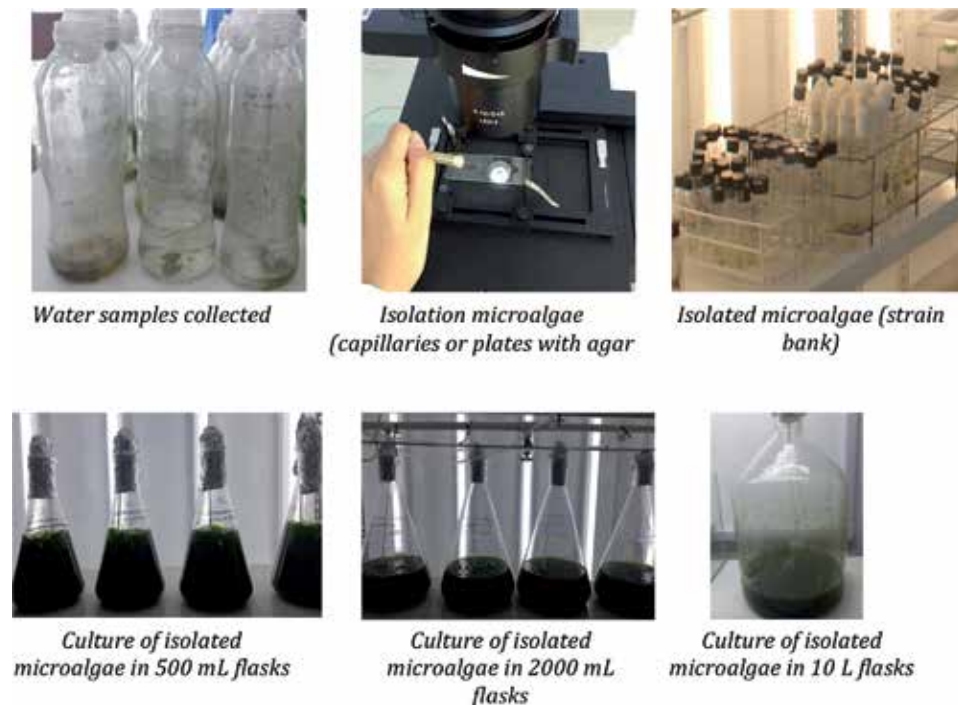 Water samples collected
Isolation microalgae
(capillaries or plates with agar
Isolated microalgae (strain
bank)
Culture of isolated
microalgae in 500 mL flasks
Culture of isolated
microalgae in 2000 mL
flasks
Culture of isolated
microalgae in 10 L flasks